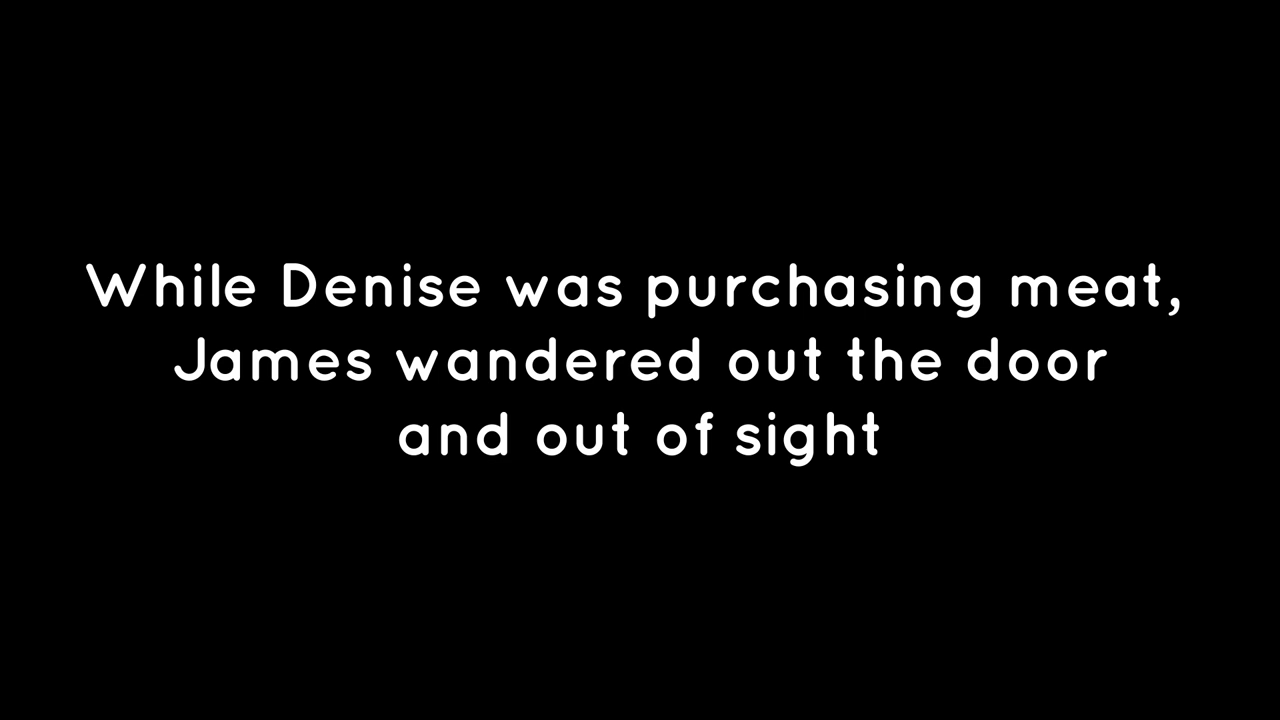 While Denise was purchasing meat,
James wandered out the door
and out of sight